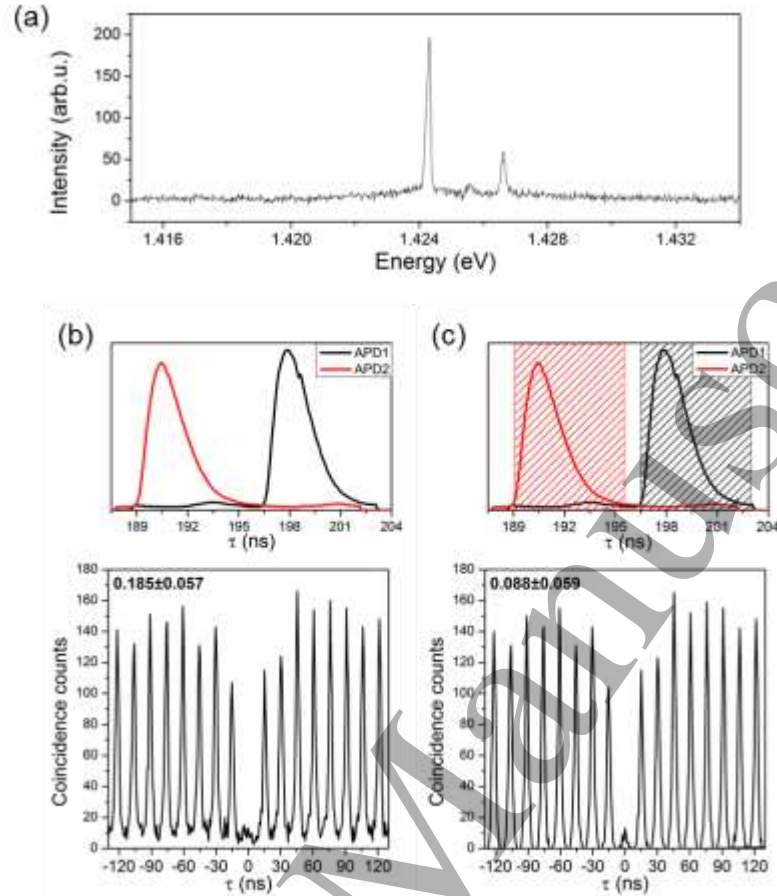 (a)
200
150
100
50
0
Intensity (arb.u.)
1.416 1.420 1.424 1.428 1.432
Energy (eV)
(b)
APD1
APD2
189 192 195 198 201 204
τ (ns)
(c)
APD1
APD2
189 192 195 198 201 204
τ (ns)
180
160
140
120
100
80
60
40
20
0
Coincidence counts
0.185±0.057
-120 -90 -60 -30 0 30 60 90 120
τ (ns)
180
160
140
120
100
80
60
40
20
0
Coincidence counts
0.088±0.059
-120 -90 -60 -30 0 30 60 90 120
τ (ns)
Manusc